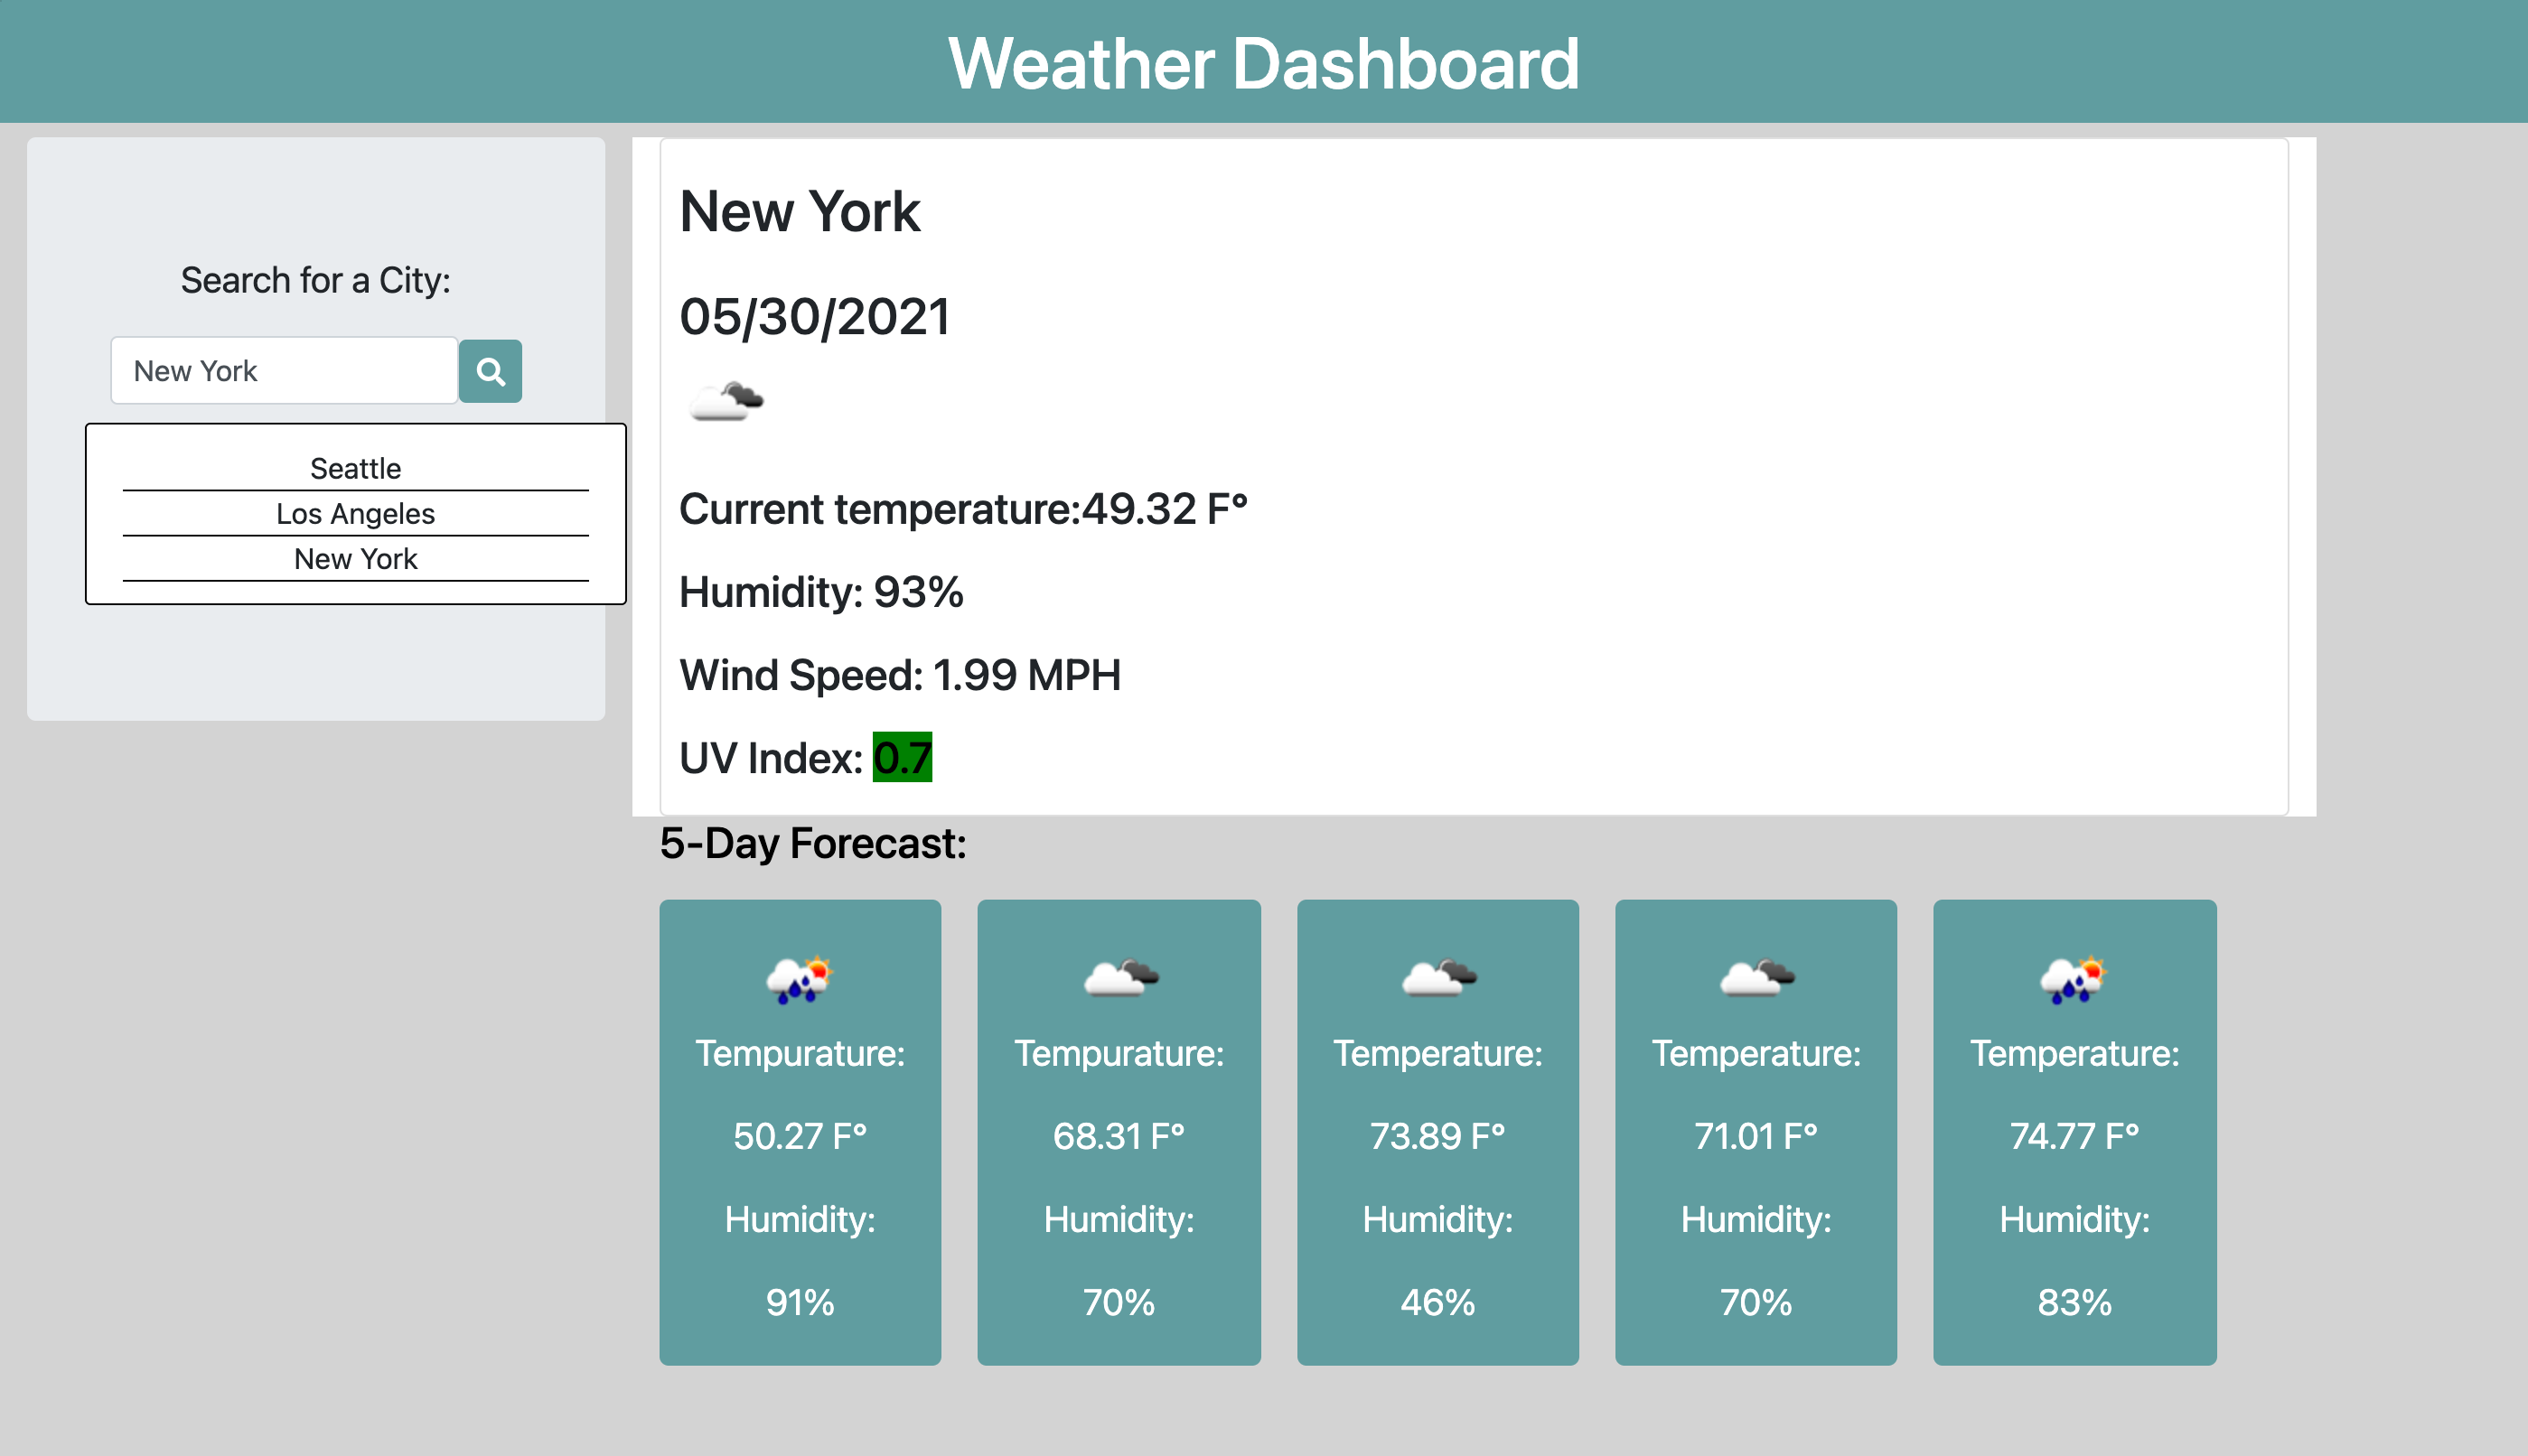 Weather Dashboard
Search for a City:
New York
Seattle
Los Angeles
New York
New York
05/30/2021
Current temperature:49.32 F°
Humidity: 93%
Wind Speed: 1.99 MPH
UV Index: 0.7
5-Day Forecast:
Tempurature:
50.27 F°
Humidity:
91%
Tempurature:
68.31 F°
Humidity:
70%
Temperature:
73.89 F°
Humidity:
46%
Temperature:
71.01 F°
Humidity:
70%
Temperature:
74.77 F°
Humidity:
83%